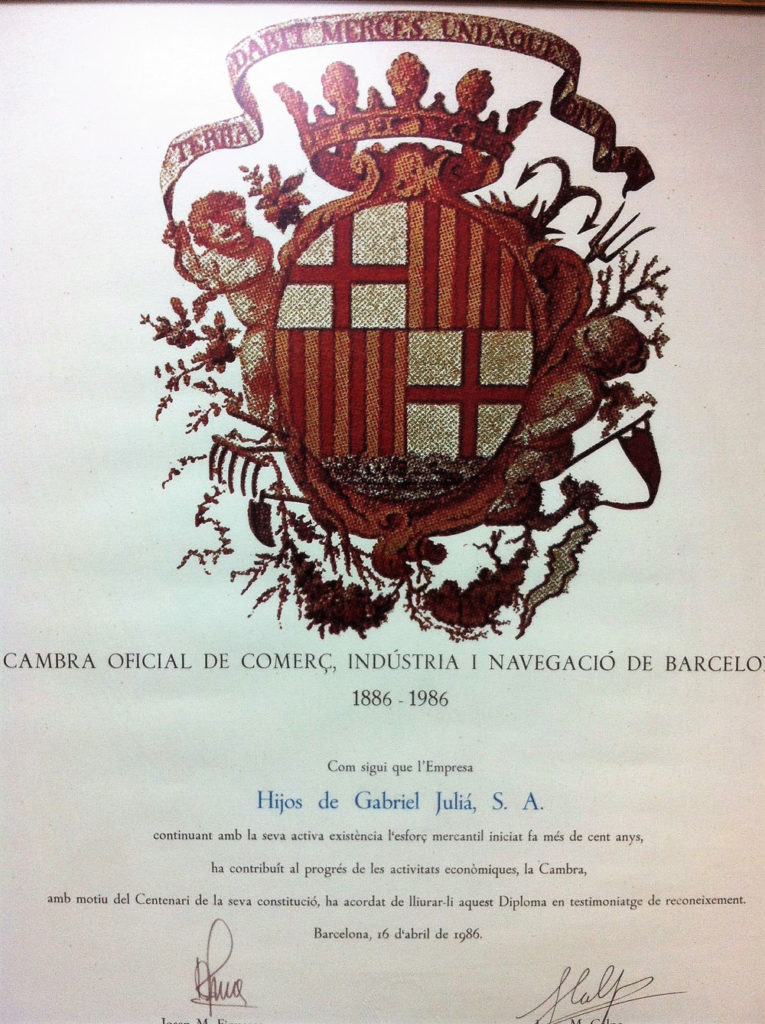 TERRA DABIT MERCES UNDAQUE DIVITES
CAMBRA OFICIAL DE COMERÇ, INDÚSTRIA I NAVEGACIÓ DE BARCELO
1886 - 1986
Com sigui que l'Empresa
Hijos de Gabriel Juliá, S. A.
continuant amb la seva activa existència l'esforç mercantil iniciat fa més de cent anys,
ha contribuït al progrés de les activitats econòmiques, la Cambra,
amb motiu del Centenari de la seva constitució, ha acordat de lliurar-li aquest Diploma en testimoniatge de reconeixement.
Barcelona, 16 d'abril de 1986.
Josep M.